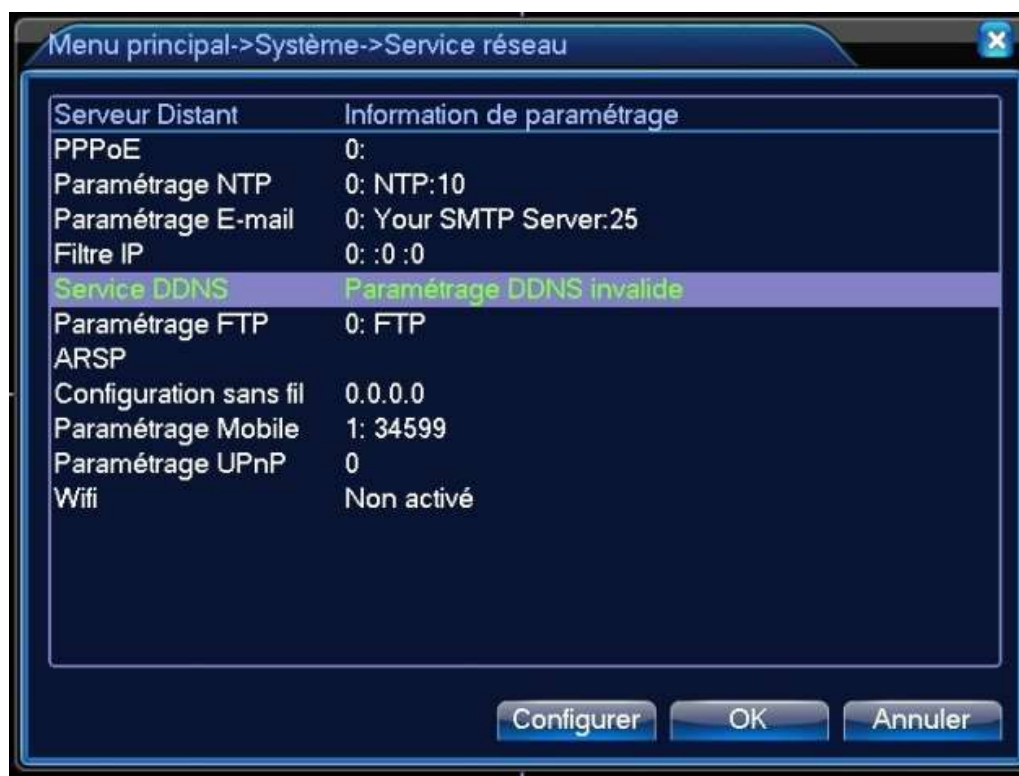 Menu principal->Système->Service réseau
Serveur Distant Information de paramétrage
PPPoE 0:
Paramétrage NTP 0: NTP:10
Paramétrage E-mail 0: Your SMTP Server:25
Filtre IP 0: :0 :0
Service DDNS Paramétrage DDNS invalide
Paramétrage FTP 0: FTP
ARSP
Configuration sans fil 0.0.0.0
Paramétrage Mobile 1: 34599
Paramétrage UPnP 0
Wifi Non activé
Configurer OK Annuler